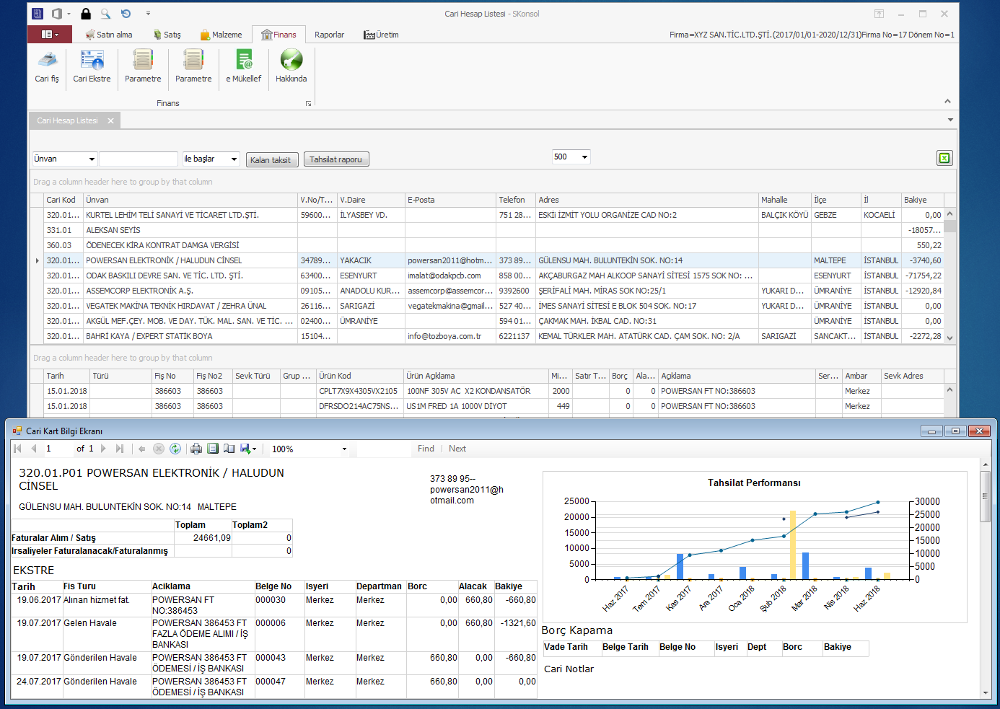 Cari Hesap Listesi - SKonsol
Satın alma Satış Malzeme Finans Raporlar Üretim Firma=XYZ SAN.TİC.LTD.ŞTİ.(2017/01/01-2020/12/31)Firma No=17 Dönem No=1
Cari fiş Cari Ekstre Parametre Parametre e Mükellef Hakkında
Finans
Cari Hesap Listesi
Ünvan ile başlar Kalan taksit Tahsilat raporu 500
Drag a column header here to group by that column
Cari Kod Ünvan V.No/T... V.Daire E-Posta Telefon Adres Mahalle İlçe İl Bakiye
320.01... KURTEL LEHİM TELİ SANAYİ VE TİCARET LTD.ŞTİ. 59600... İLYASBEY VD. 751 28... ESKİı İZMİT YOLU ORGANİZE CAD NO:2 BALÇIK KÖYÜ GEBZE KOCAELİ 0,00
331.01 ALEKSAN SEYIS -18057...
360.03 ÖDENECEK KİRA KONTRAT DAMGA VERGİSİ 550,22
320.01... POWERSAN ELEKTRONİK / HALUDUN CİNSEL 34789... YAKACIK powersan2011@hotm... 373 89... GÜLENSU MAH. BULUNTEKİN SOK. NO:14 MALTEPE İSTANBUL -3740,60
320.01... ODAK BASKILI DEVRE SAN. VE TİC. LTD. ŞTİ. 63400... ESENYURT imalat@odakpcb.com 858 00... AKÇABURGAZ MAH ALKOOP SANAYİ SİTESİ 1575 SOK NO: ... ESENYURT İSTANBUL -71754,22
320.01... ASSEMCORP ELEKTRONİK A.Ş. 09105... ANADOLU KUR... assemcorp@assemcor... 9392600 ŞERİFALİ MAH. MİRAS SOK NO:25/1 YUKARI D... ÜMRANİYE İSTANBUL -12920,84
320.01... VEGATEK MAKİNA TEKNİK HIRDAVAT / ZEHRA ÜNAL 26116... SARIGAZİ vegatekmakina@gmail... 527 40... İMES SANAYİ SİTESİ E BLOK 504 SOK. NO:17 YUKARI D... ÜMRANİYE İSTANBUL 0,00
320.01... AKGÜL MEF.ÇEY. MOB. VE DAY. TÜK. MAL. SAN. VE TİC. ... 02400... ÜMRANİYE 594 01... ÇAKMAK MAH. İKBAL CAD. NO:31 ÜMRANİYE İSTANBUL 0,00
320.01... BAHRİ KAYA / EXPERT STATİK BOYA 15104... info@tozboya.com.tr 6221137 KEMAL TÜRKLER MAH. ATATÜRK CAD. ÇAM SOK. NO: 2/A SARIGAZİ SANCAKT... İSTANBUL -2272,28
Drag a column header here to group by that column
Tarih Türü Fiş No Fiş No2 Sevk Türü Grup ... Ürün Kod Ürün Açıklama Mi... Satır T... Borç Ala... Açıklama Ser... Ambar Sevk Adres
15.01.2018 386603 386603 CPLT7X9X4305VX2105 100NF 305V AC X2 KONDANSATÖR 2000 0 0 POWERSAN FT NO:386603 Merkez
15.01.2018 386603 386603 DFRSDO214AC75NS... US1M FRED 1A 1000V DİYOT 449 0 0 POWERSAN FT NO:386603 Merkez
Cari Kart Bilgi Ekranı
1 of 1 100% Find Next
320.01.P01 POWERSAN ELEKTRONİK / HALUDUN
CİNSEL
373 89 95--
powersan2011@h
otmail.com
GÜLENSU MAH. BULUNTEKİN SOK. NO:14 MALTEPE
Toplam Toplam2
Faturalar Alım / Satış 24661,09 0
Irsaliyeler Faturalanacak/Faturalanmış 0
EKSTRE
Tarih Fis Turu Aciklama Belge No Isyeri Departman Borc Alacak Bakiye
19.06.2017 Alınan hizmet fat. POWERSAN FT 000030 Merkez Merkez 0,00 660,80 -660,80
NO:386453
19.07.2017 Gelen Havale POWERSAN 386453 FT 000006 Merkez Merkez 0,00 660,80 -1321,60
FAZLA ÖDEME ALIMI / İŞ
BANKASI
19.07.2017 Gönderilen Havale POWERSAN 386453 FT 000043 Merkez Merkez 660,80 0,00 -660,80
ÖDEMESİ / İŞ BANKASI
24.07.2017 Gönderilen Havale POWERSAN 386453 FT 000047 Merkez Merkez 660,80 0,00 0,00
ÖDEMESİ / İŞ BANKASI
Tahsilat Performansı
25000 30000
20000 25000
15000 20000
10000 15000
5000 10000
0 5000
0
Haz 2017 Tem 2017 Kas 2017 Ara 2017 Oca 2018 Şub 2018 Mar 2018 Nis 2018 Haz 2018
Borç Kapama
Vade Tarih Belge Tarih Belge No Isyeri Dept Borc Bakiye
Cari Notlar